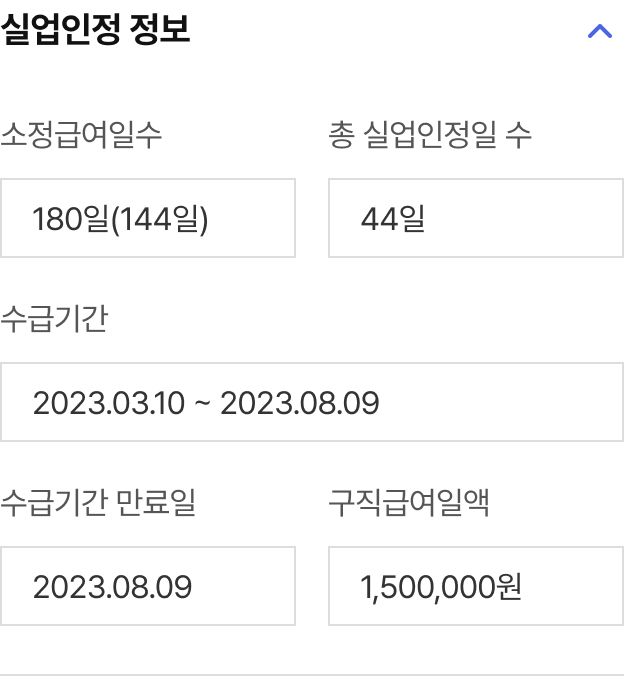 실업인정 정보
소정급여일수
총 실업인정일 수
180일(144일)
44일
수급기간
2023.03.10 ~ 2023.08.09
수급기간 만료일
구직급여일액
2023.08.09
1,500,000원